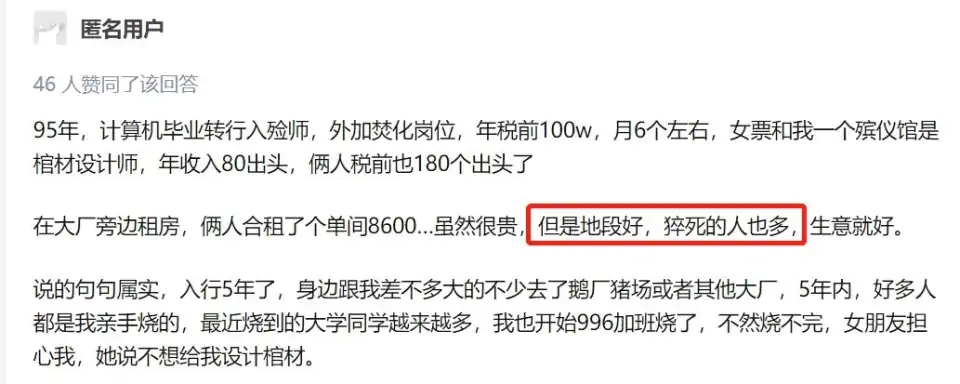 匿名用户
46 人赞同了该回答
95年，计算机毕业转行入殓师，外加焚化岗位，年税前100w，月6个左右，女票和我一个殡仪馆是
棺材设计师，年收入80出头，俩人税前也180个出头了
在大厂旁边租房，俩人合租了个单间8600...虽然很贵，但是地段好，猝死的人也多，生意就好。
说的句句属实，入行5年了，身边跟我差不多大的不少去了鹅厂猪场或者其他大厂，5年内，好多人
都是我亲手烧的，最近烧到的大学同学越来越多，我也开始996加班烧了，不然烧不完，女朋友担
心我，她说不想给我设计棺材。